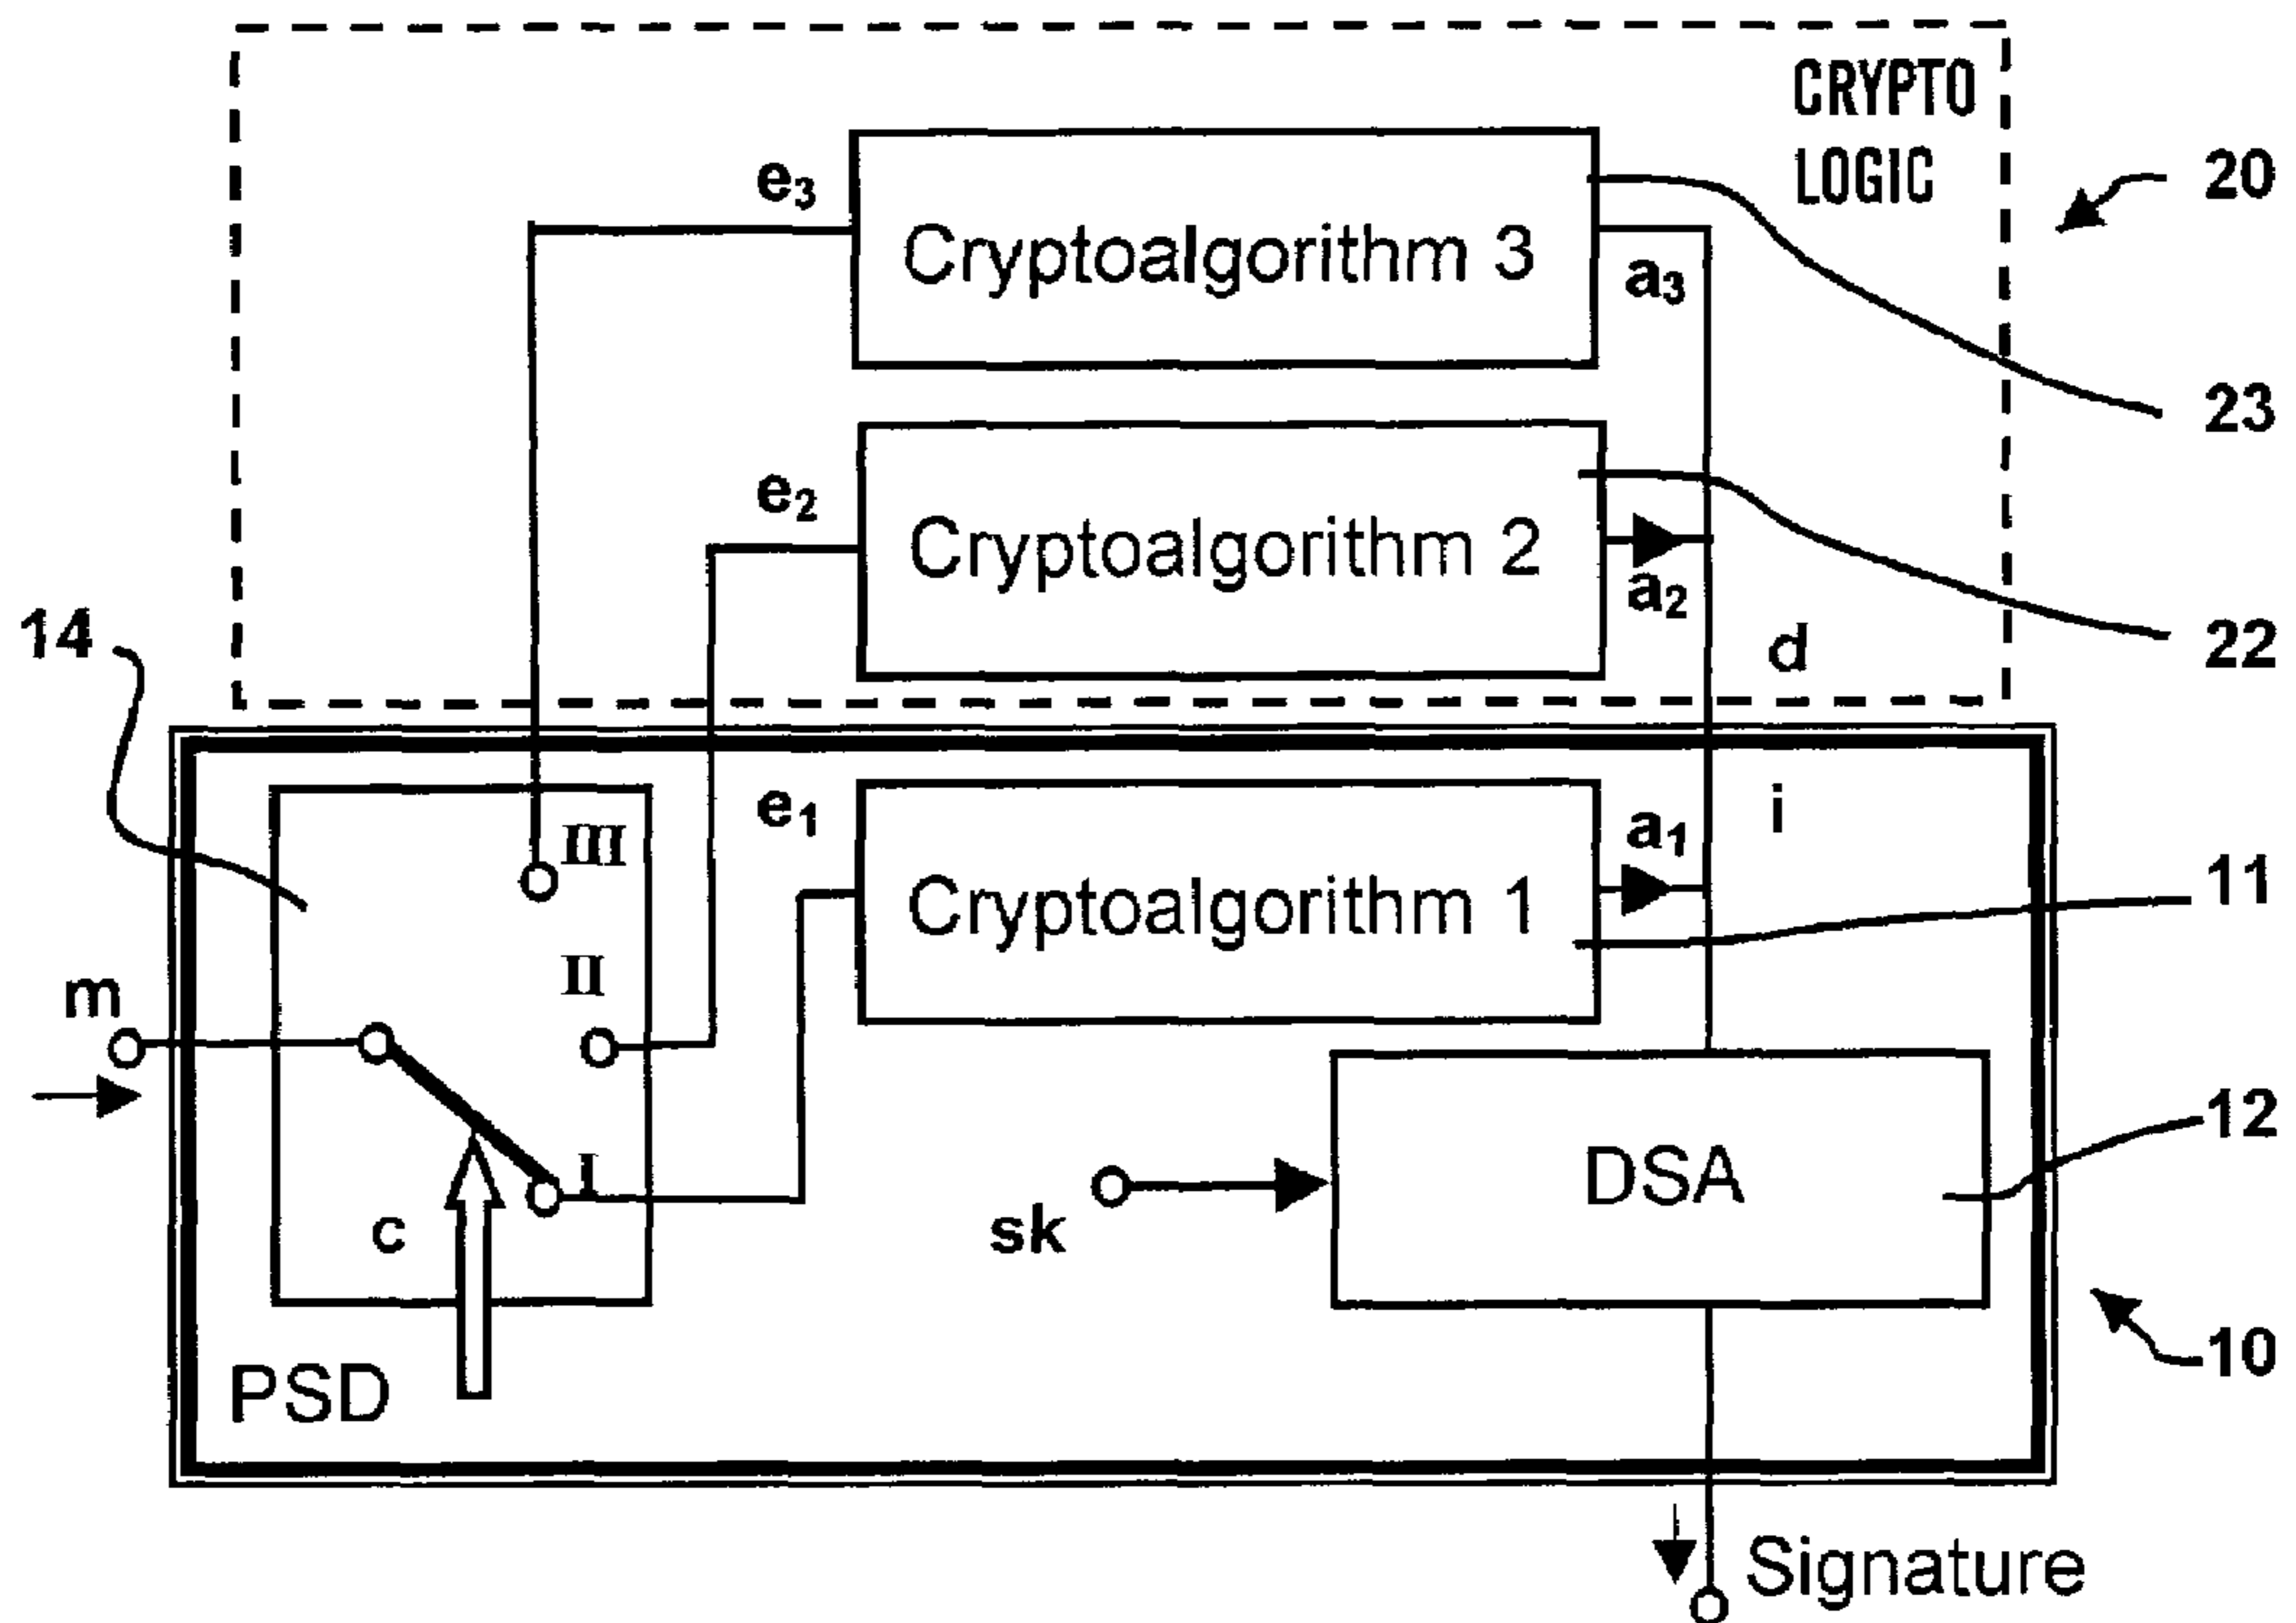 CRYPTO
LOGIC
20
e₃
Cryptoalgorithm 3
a₃
23
e₂
Cryptoalgorithm 2
a₂
22
14
d
e₁
i
III
Cryptoalgorithm 1
a₁
11
II
m
I
c
sk
DSA
12
10
PSD
Signature